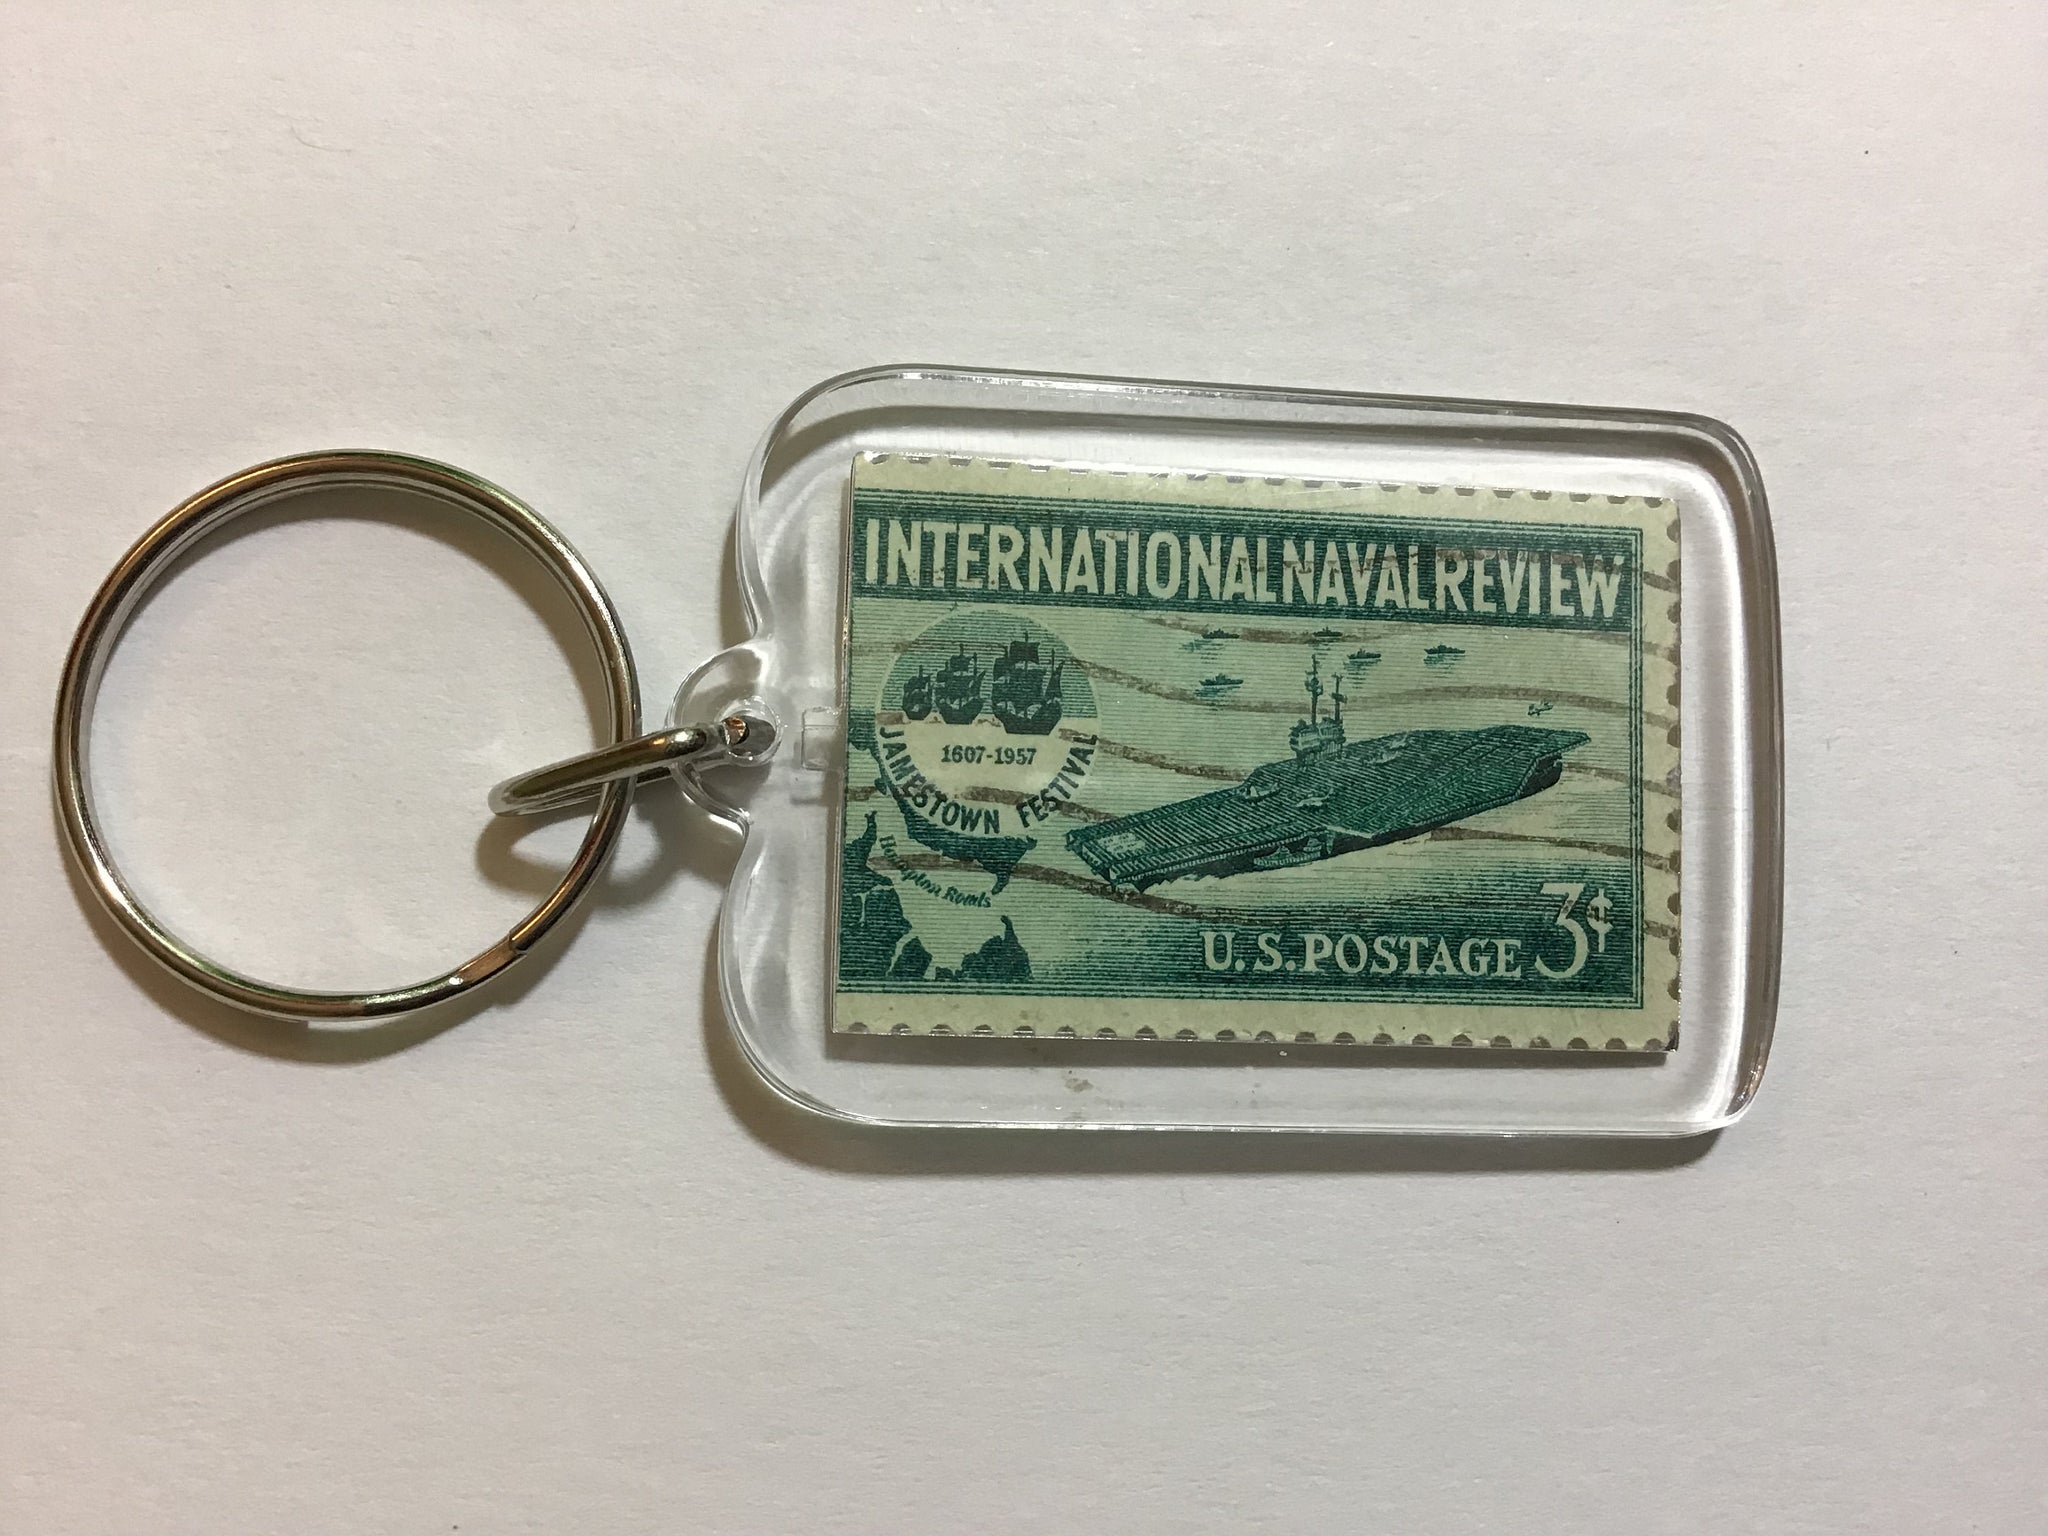 INTERNATIONAL NAVAL REVIEW
1607-1957
JAMESTOWN FESTIVAL
Hampton Roads
U.S. POSTAGE 3¢